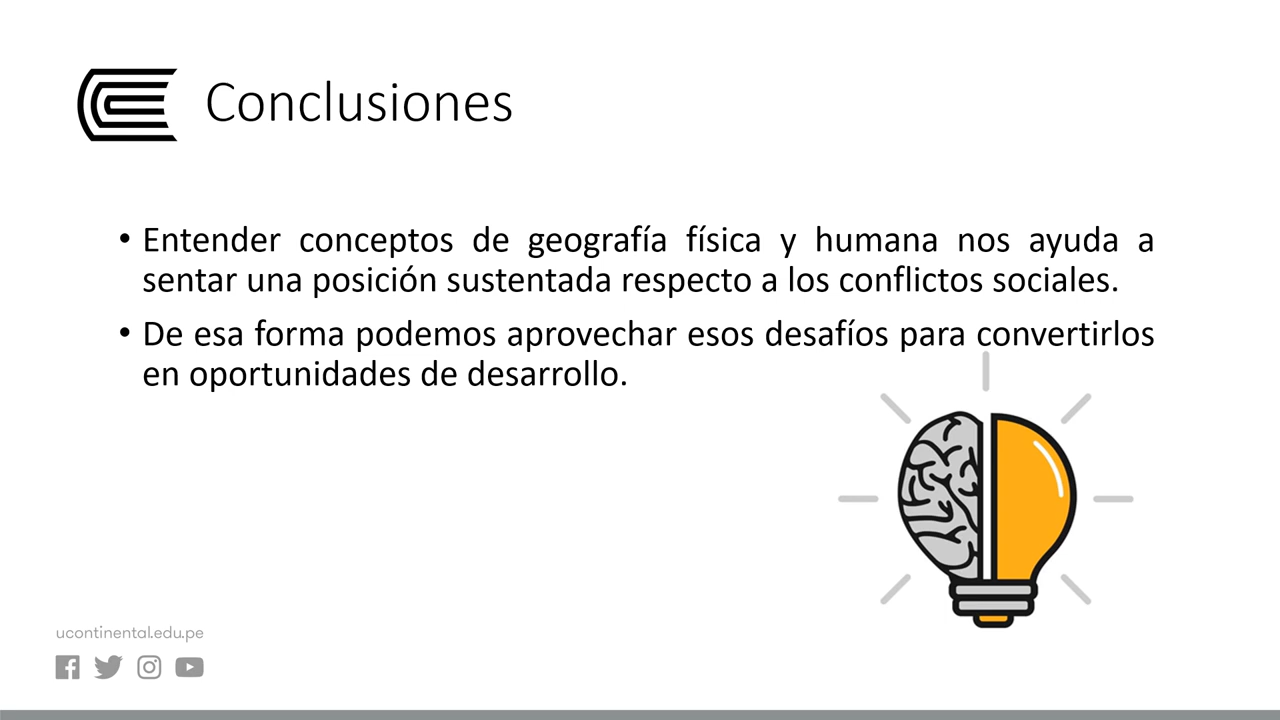 Conclusiones
• Entender conceptos de geografía física y humana nos ayuda a
sentar una posición sustentada respecto a los conflictos sociales.
• De esa forma podemos aprovechar esos desafíos para convertirlos
en oportunidades de desarrollo.
ucontinental.edu.pe